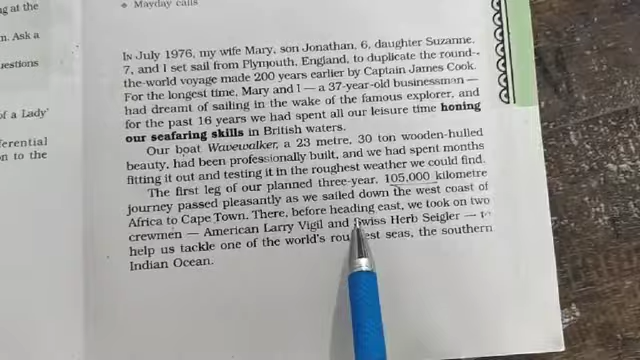 ng at the
n. Ask a
uestions
of a Lady'
ferential
n to the
Mayday calls
IN July 1976, my wife Mary, son Jonathan, 6, daughter Suzanne,
7, and I set sail from Plymouth, England, to duplicate the round-
the-world voyage made 200 years earlier by Captain James Cook.
For the longest time, Mary and I — a 37-year-old businessman —
had dreamt of sailing in the wake of the famous explorer, and
for the past 16 years we had spent all our leisure time honing
our seafaring skills in British waters.
Our boat Wavewalker, a 23 metre, 30 ton wooden-hulled
beauty, had been professionally built, and we had spent months
fitting it out and testing it in the roughest weather we could find.
The first leg of our planned three-year, 105,000 kilometre
journey passed pleasantly as we sailed down the west coast of
Africa to Cape Town. There, before heading east, we took on two
crewmen — American Larry Vigil and Swiss Herb Seigler —
help us tackle one of the world's roughest seas, the southern
Indian Ocean.